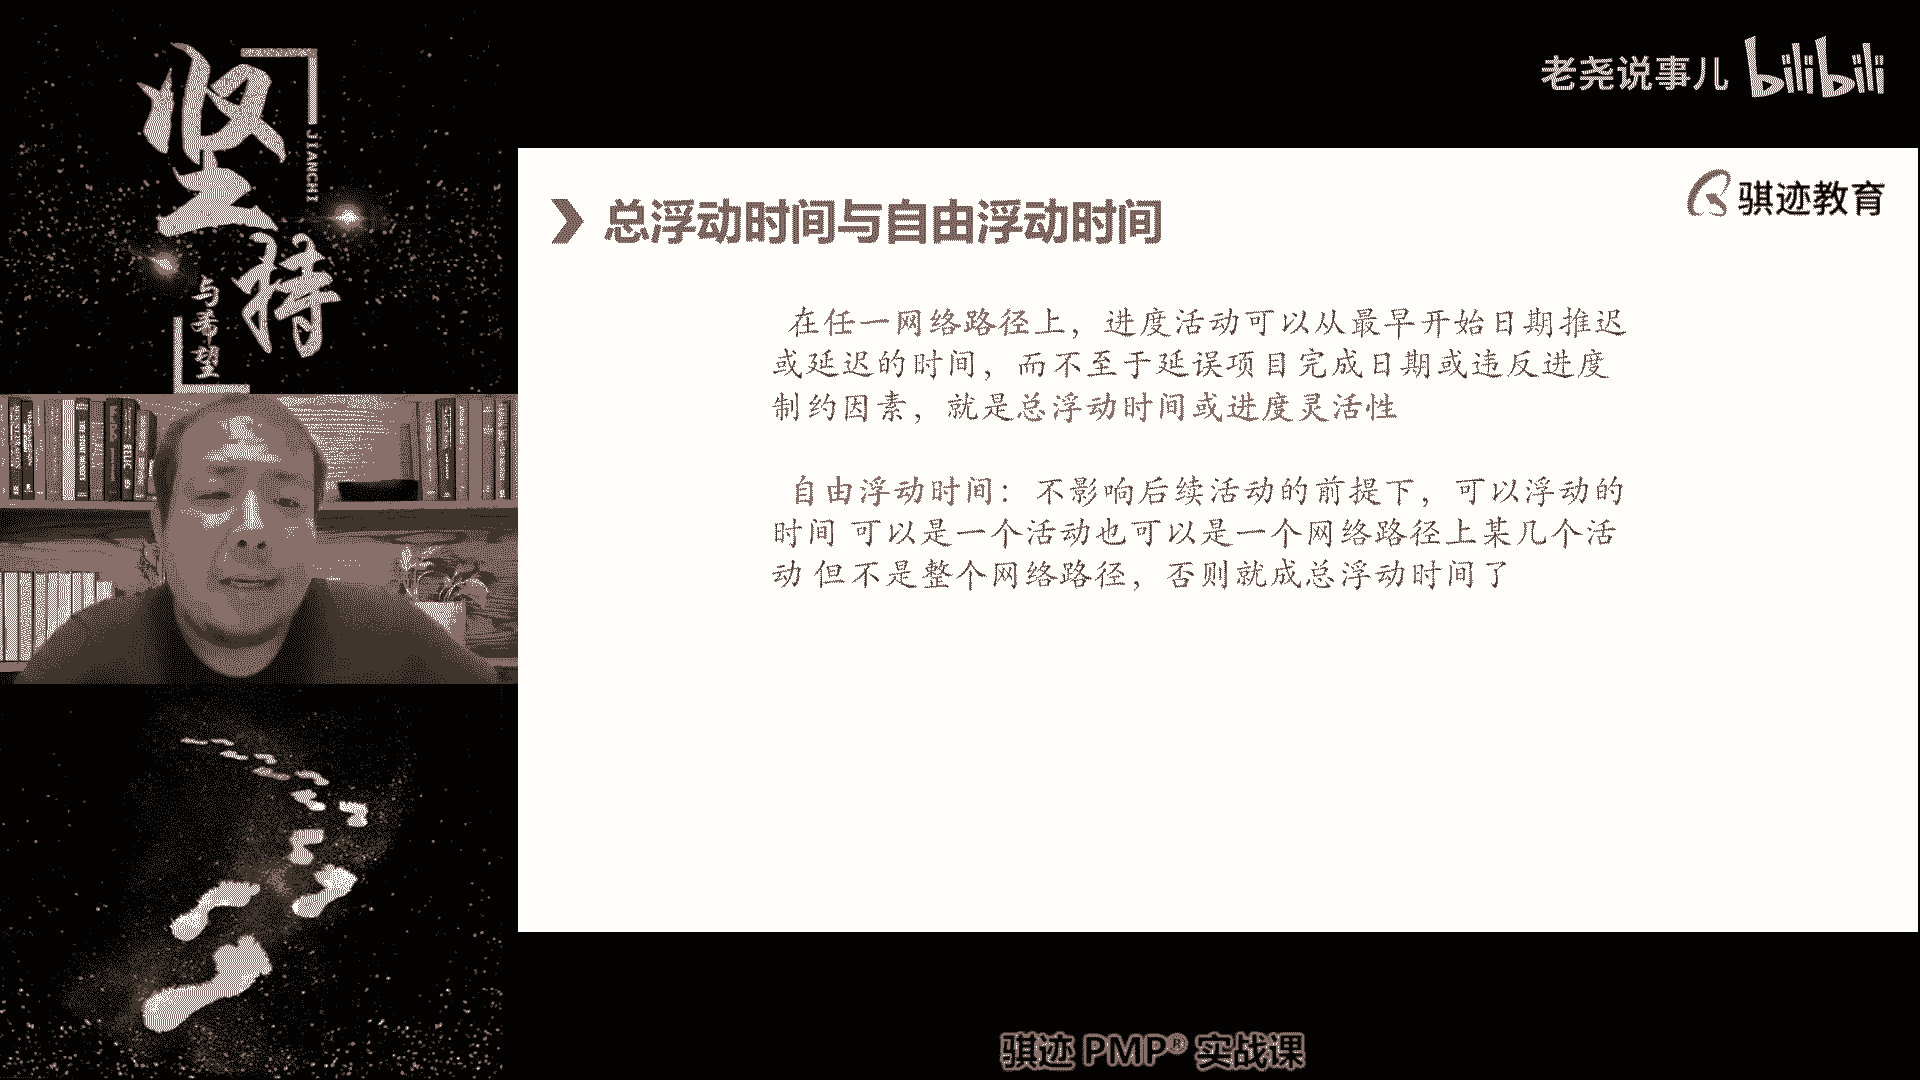 坚持
JIANCHI
与希望
老尧说事儿 bilibili
骐迹教育
总浮动时间与自由浮动时间
在任一网络路径上，进度活动可以从最早开始日期推迟
或延迟的时间，而不至于延误项目完成日期或违反进度
制约因素，就是总浮动时间或进度灵活性
自由浮动时间：不影响后续活动的前提下，可以浮动的
时间 可以是一个活动也可以是一个网络路径上某几个活
动 但不是整个网络路径，否则就成总浮动时间了
骐迹 PMP® 实战课